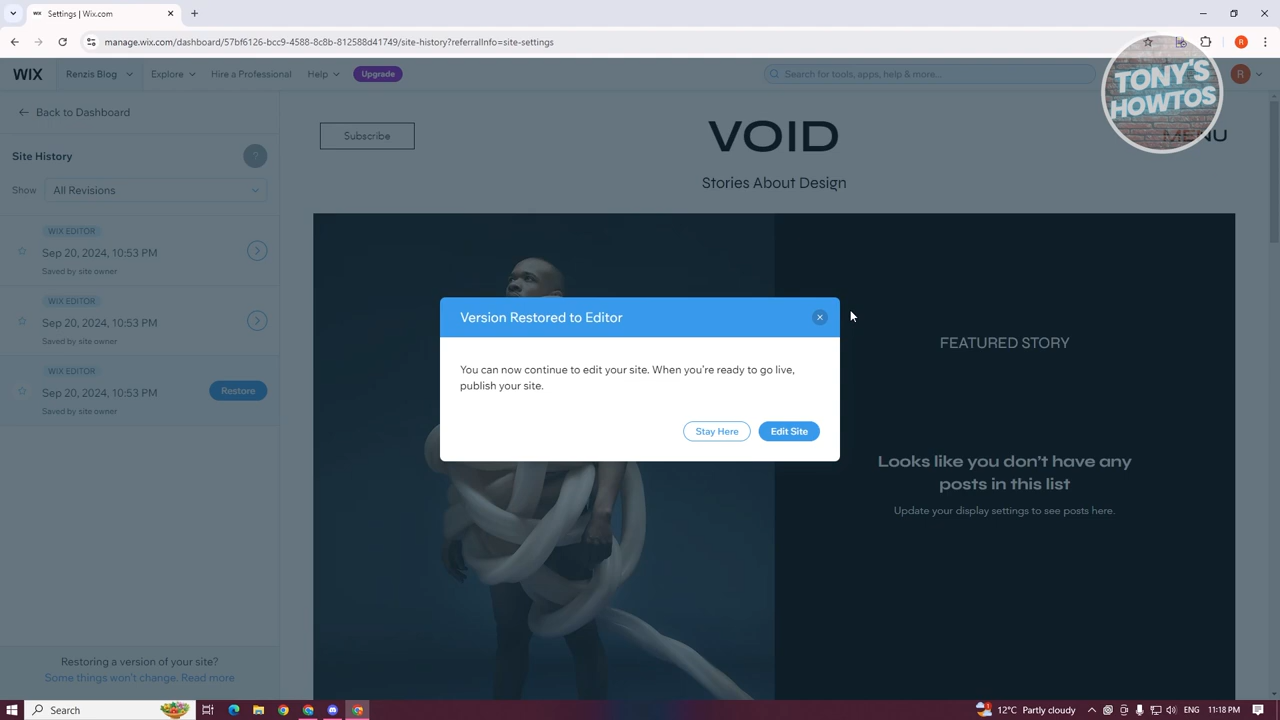 Settings | Wix.com
manage.wix.com/dashboard/57bf6126-bcc9-4588-8c8b-812588d41749/site-history?referralInfo=site-settings
WIX
Renzis Blog
Explore
Hire a Professional
Help
Upgrade
Search for tools, apps, help & more...
R
R
TONY'S
HOWTOS
Back to Dashboard
Site History
?
Show
All Revisions
WIX EDITOR
Sep 20, 2024, 10:53 PM
Saved by site owner
WIX EDITOR
Sep 20, 2024, 10:53 PM
Saved by site owner
WIX EDITOR
Sep 20, 2024, 10:53 PM
Restore
Saved by site owner
Restoring a version of your site?
Some things won't change. Read more
Subscribe
VOID
MENU
Stories About Design
FEATURED STORY
Looks like you don't have any
posts in this list
Update your display settings to see posts here.
Version Restored to Editor
You can now continue to edit your site. When you're ready to go live,
publish your site.
Stay Here
Edit Site
Search
1
12°C Partly cloudy
ENG
11:18 PM